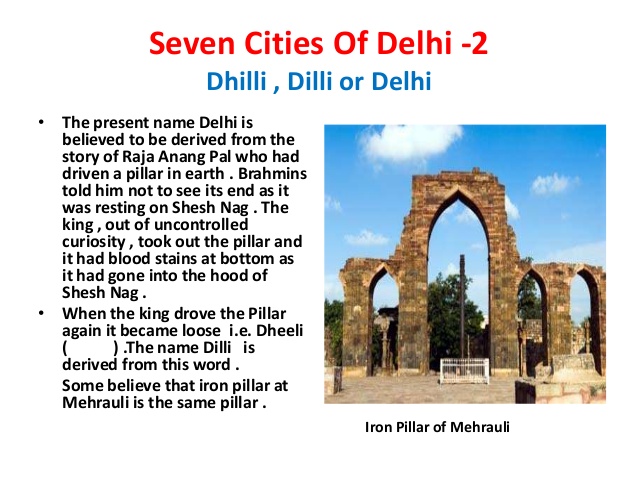 Seven Cities Of Delhi -2
Dhilli , Dilli or Delhi
• The present name Delhi is
believed to be derived from the
story of Raja Anang Pal who had
driven a pillar in earth . Brahmins
told him not to see its end as it
was resting on Shesh Nag . The
king , out of uncontrolled
curiosity , took out the pillar and
it had blood stains at bottom as
it had gone into the hood of
Shesh Nag .
• When the king drove the Pillar
again it became loose i.e. Dheeli
( ) .The name Dilli is
derived from this word .
Some believe that iron pillar at
Mehrauli is the same pillar .
Iron Pillar of Mehrauli